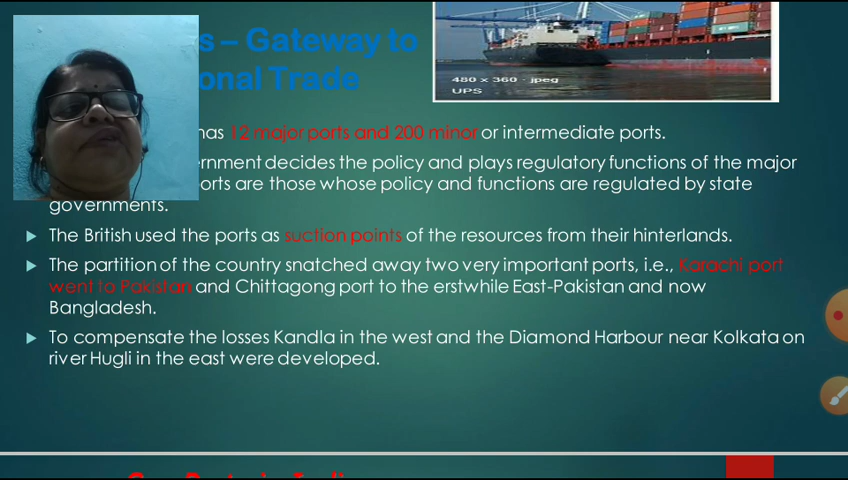 s – Gateway to
onal Trade
480 x 360 · jpeg
UPS
has 12 major ports and 200 minor or intermediate ports.
ernment decides the policy and plays regulatory functions of the major
orts are those whose policy and functions are regulated by state
governments.
The British used the ports as suction points of the resources from their hinterlands.
The partition of the country snatched away two very important ports, i.e., Karachi port
went to Pakistan and Chittagong port to the erstwhile East-Pakistan and now
Bangladesh.
To compensate the losses Kandla in the west and the Diamond Harbour near Kolkata on
river Hugli in the east were developed.